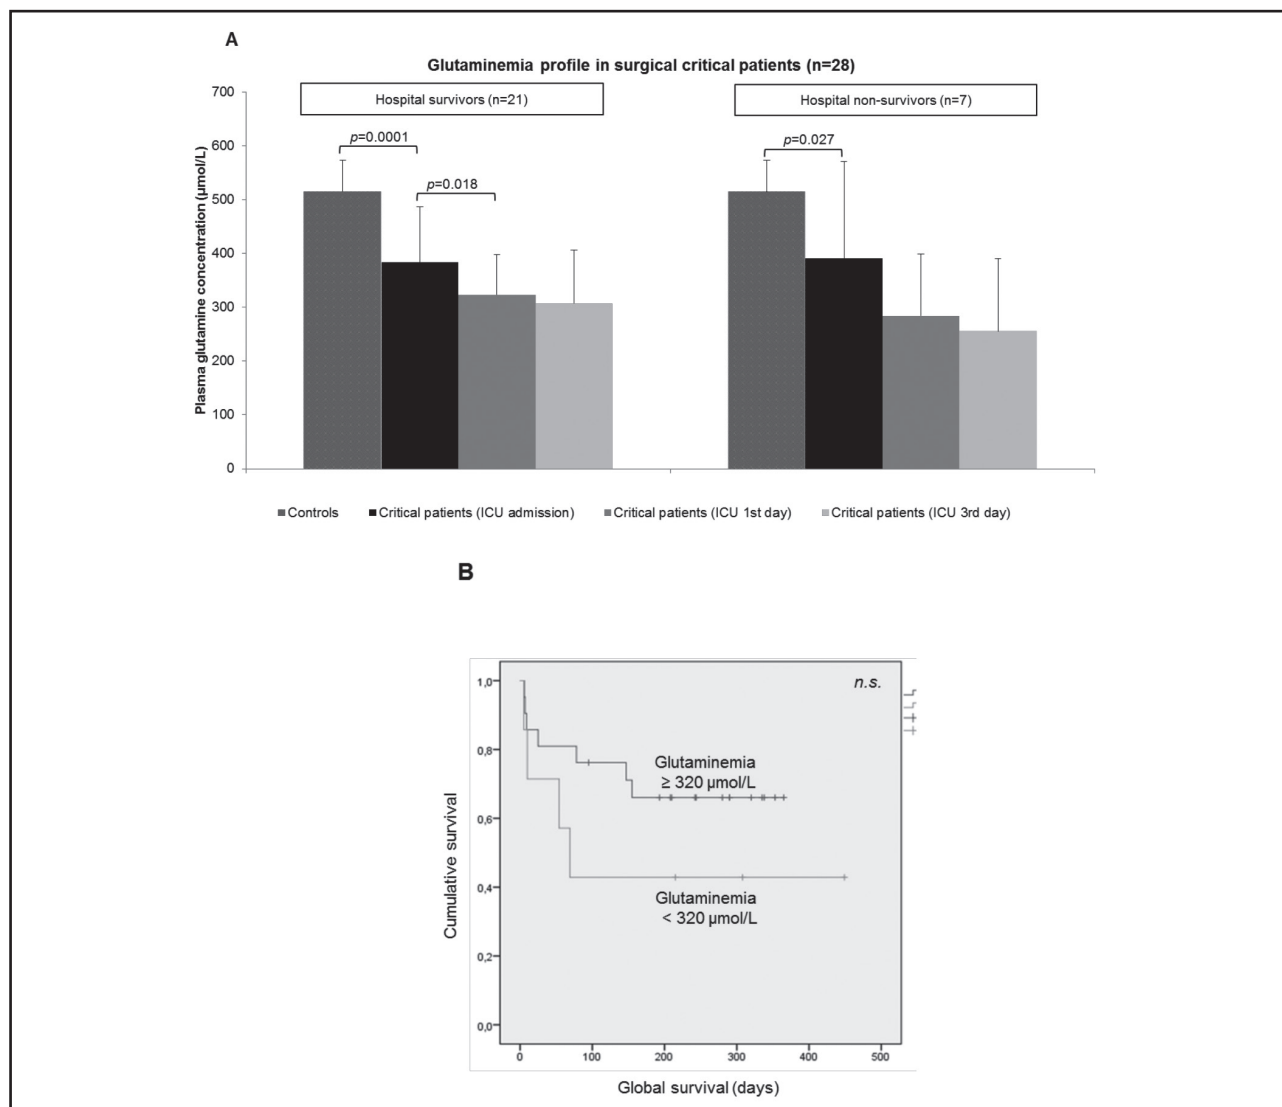 A
Glutaminemia profile in surgical critical patients (n=28)
Hospital survivors (n=21)
Hospital non-survivors (n=7)
p=0.0001
p=0.018
p=0.027
Plasma glutamine concentration (µmol/L)
700
600
500
400
300
200
100
0
Controls
Critical patients (ICU admission)
Critical patients (ICU 1st day)
Critical patients (ICU 3rd day)
B
n.s.
Glutaminemia
≥ 320 µmol/L
Glutaminemia
< 320 µmol/L
Cumulative survival
1,0
0,8
0,6
0,4
0,2
0,0
0 100 200 300 400 500
Global survival (days)